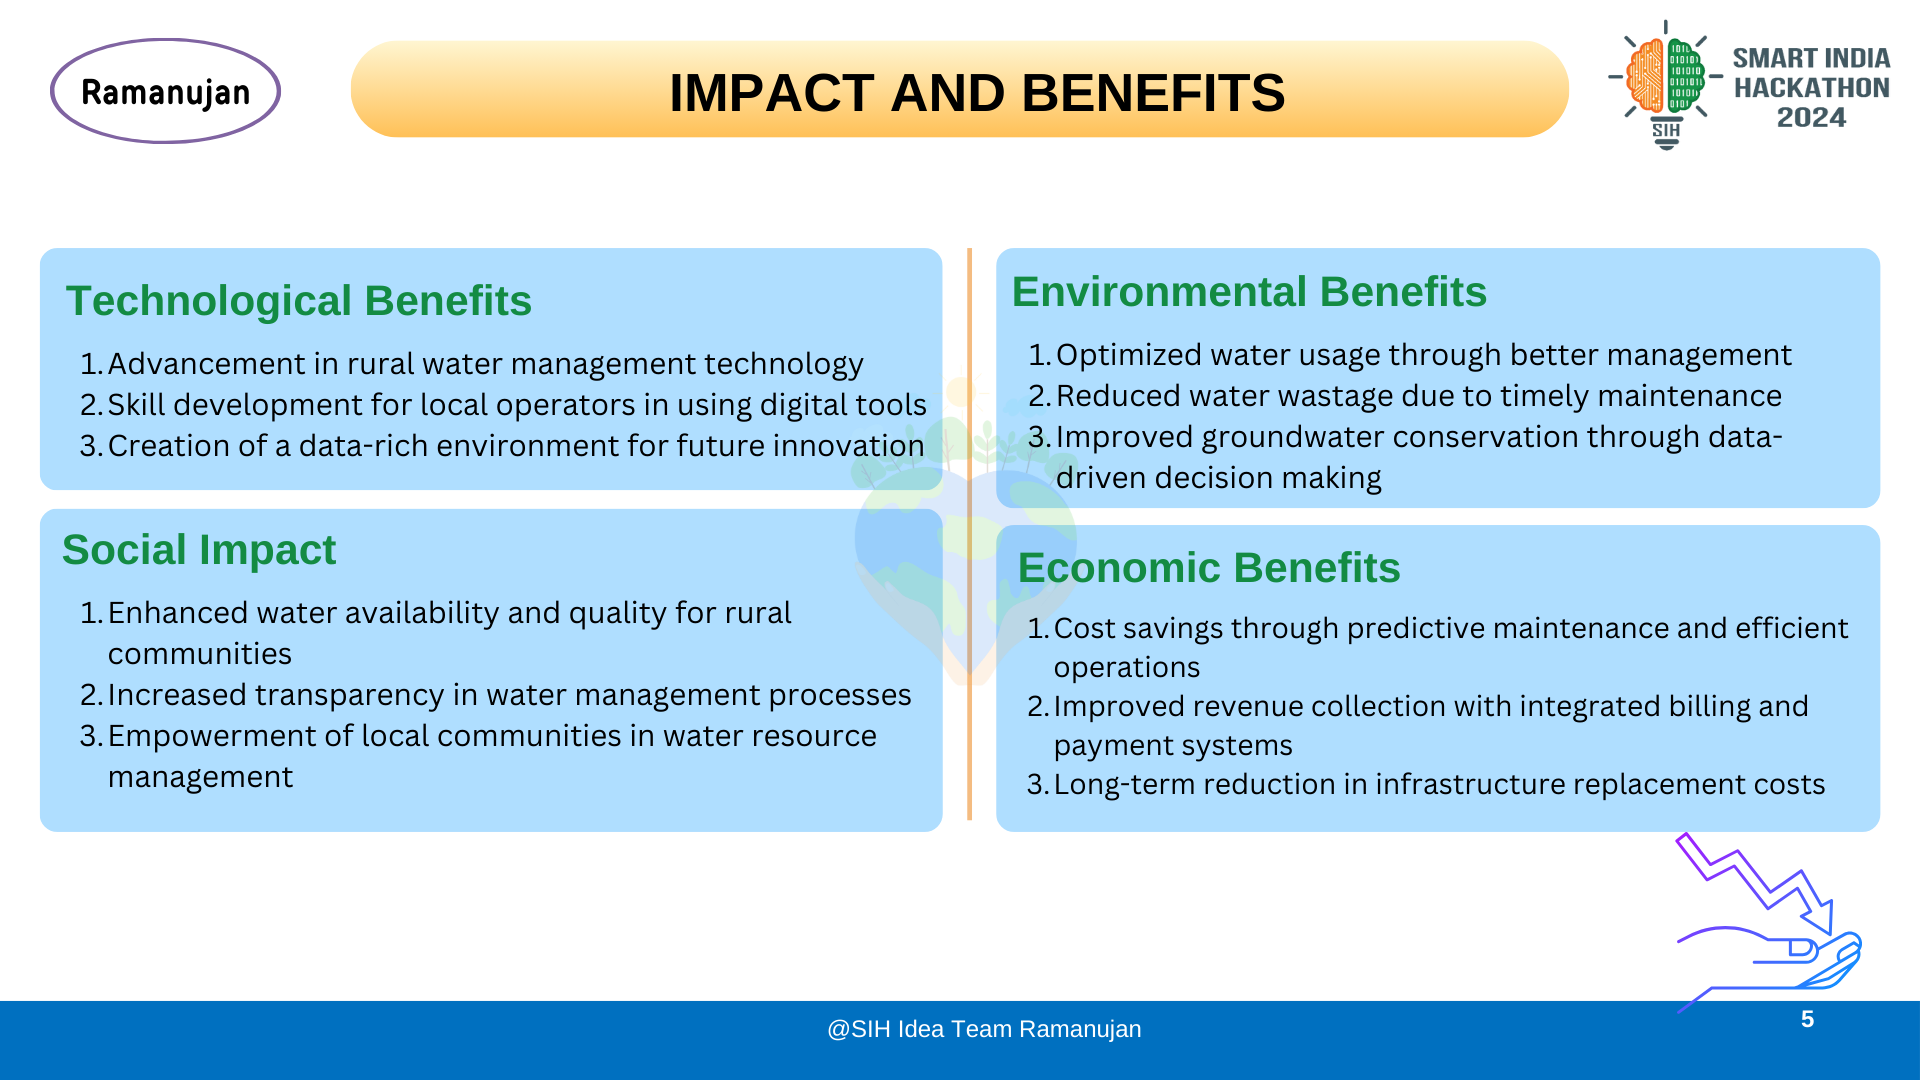 Ramanujan
IMPACT AND BENEFITS
SIH
SMART INDIA
HACKATHON
2024
Technological Benefits
1. Advancement in rural water management technology
2. Skill development for local operators in using digital tools
3. Creation of a data-rich environment for future innovation
Environmental Benefits
1. Optimized water usage through better management
2. Reduced water wastage due to timely maintenance
3. Improved groundwater conservation through data-
driven decision making
Social Impact
1. Enhanced water availability and quality for rural
communities
2. Increased transparency in water management processes
3. Empowerment of local communities in water resource
management
Economic Benefits
1. Cost savings through predictive maintenance and efficient
operations
2. Improved revenue collection with integrated billing and
payment systems
3. Long-term reduction in infrastructure replacement costs
@SIH Idea Team Ramanujan
5